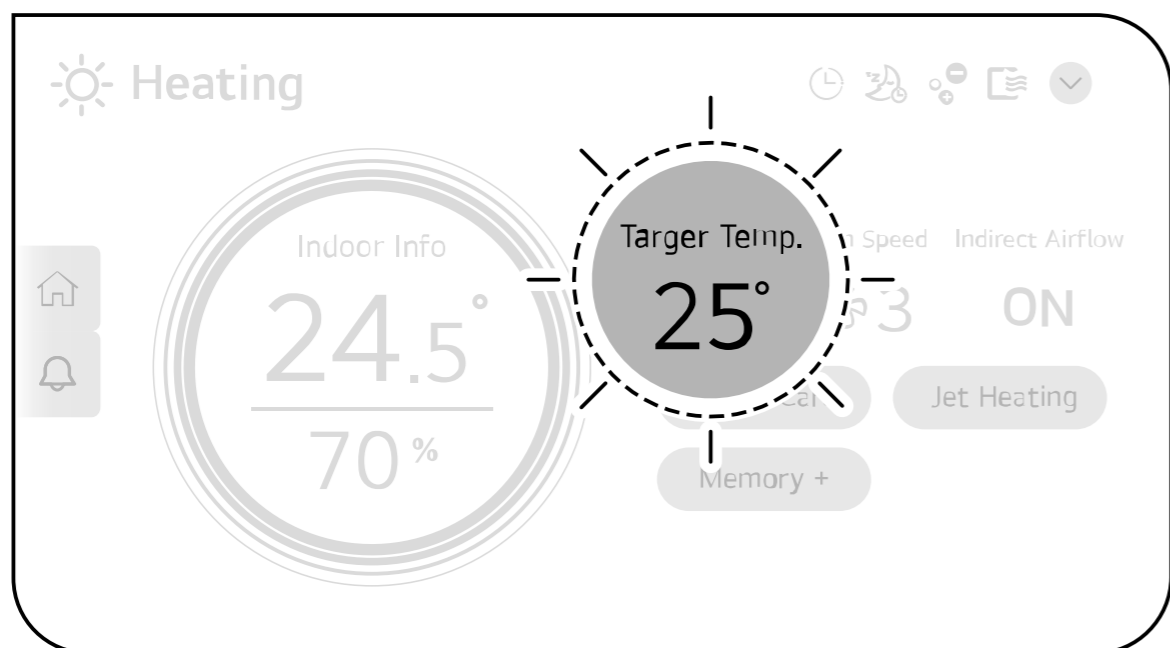 Heating
Indoor Info
24.5°
70%
Targer Temp.
25°
Speed
3
Indirect Airflow
ON
Jet Heating
Memory +